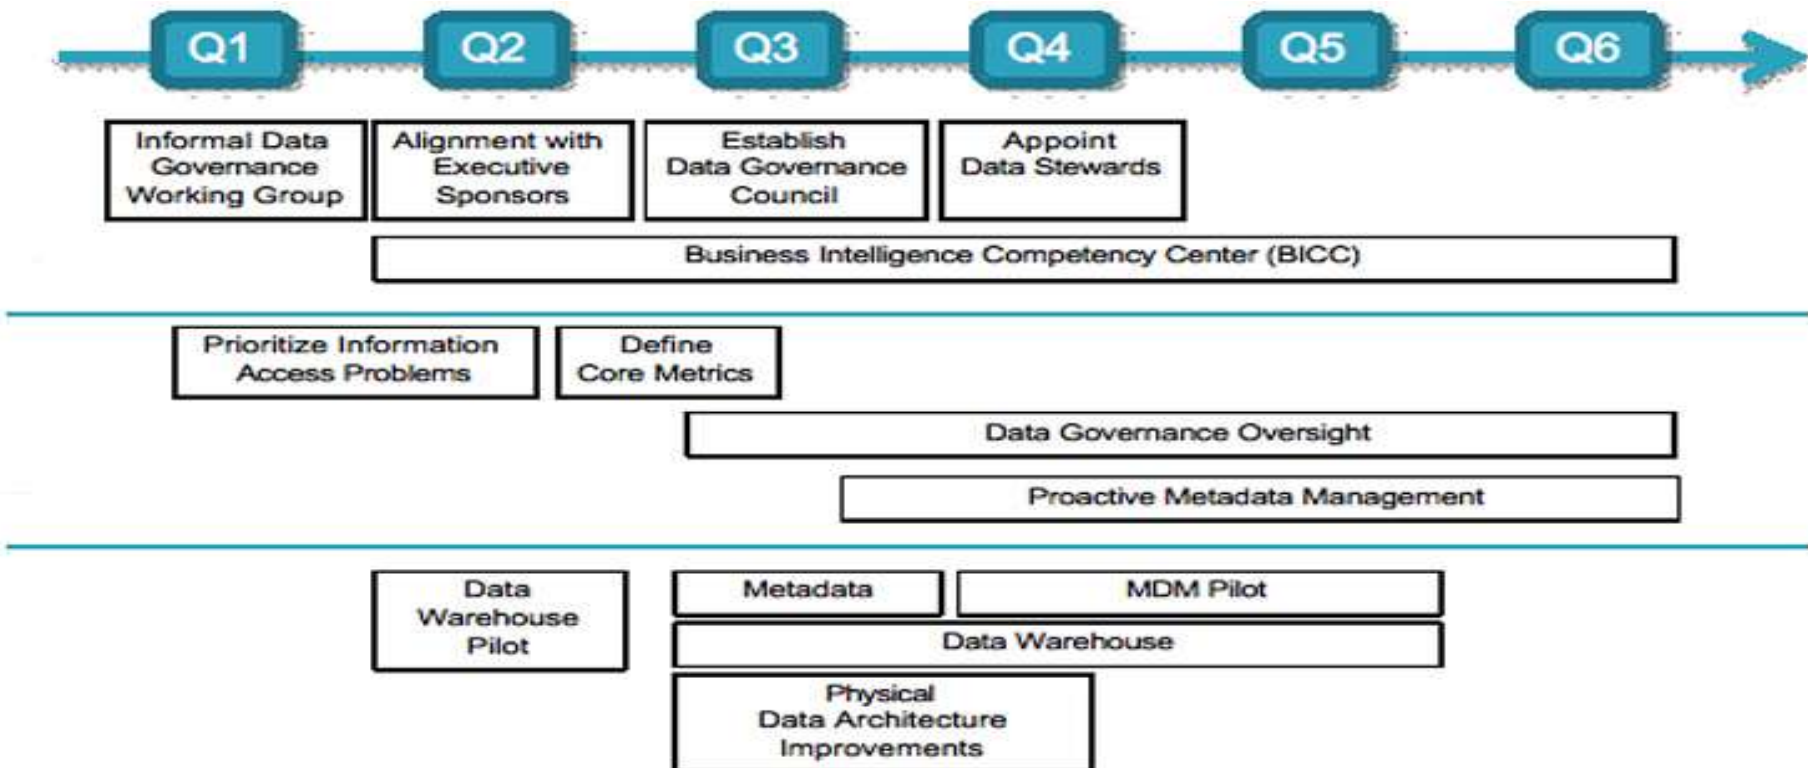 Q1 Q2 Q3 Q4 Q5 Q6
Informal Data
Governance
Working Group
Alignment with
Executive
Sponsors
Establish
Data Governance
Council
Appoint
Data Stewards
Business Intelligence Competency Center (BICC)
Prioritize Information
Access Problems
Define
Core Metrics
Data Governance Oversight
Proactive Metadata Management
Data
Warehouse
Pilot
Metadata
MDM Pilot
Data Warehouse
Physical
Data Architecture
Improvements